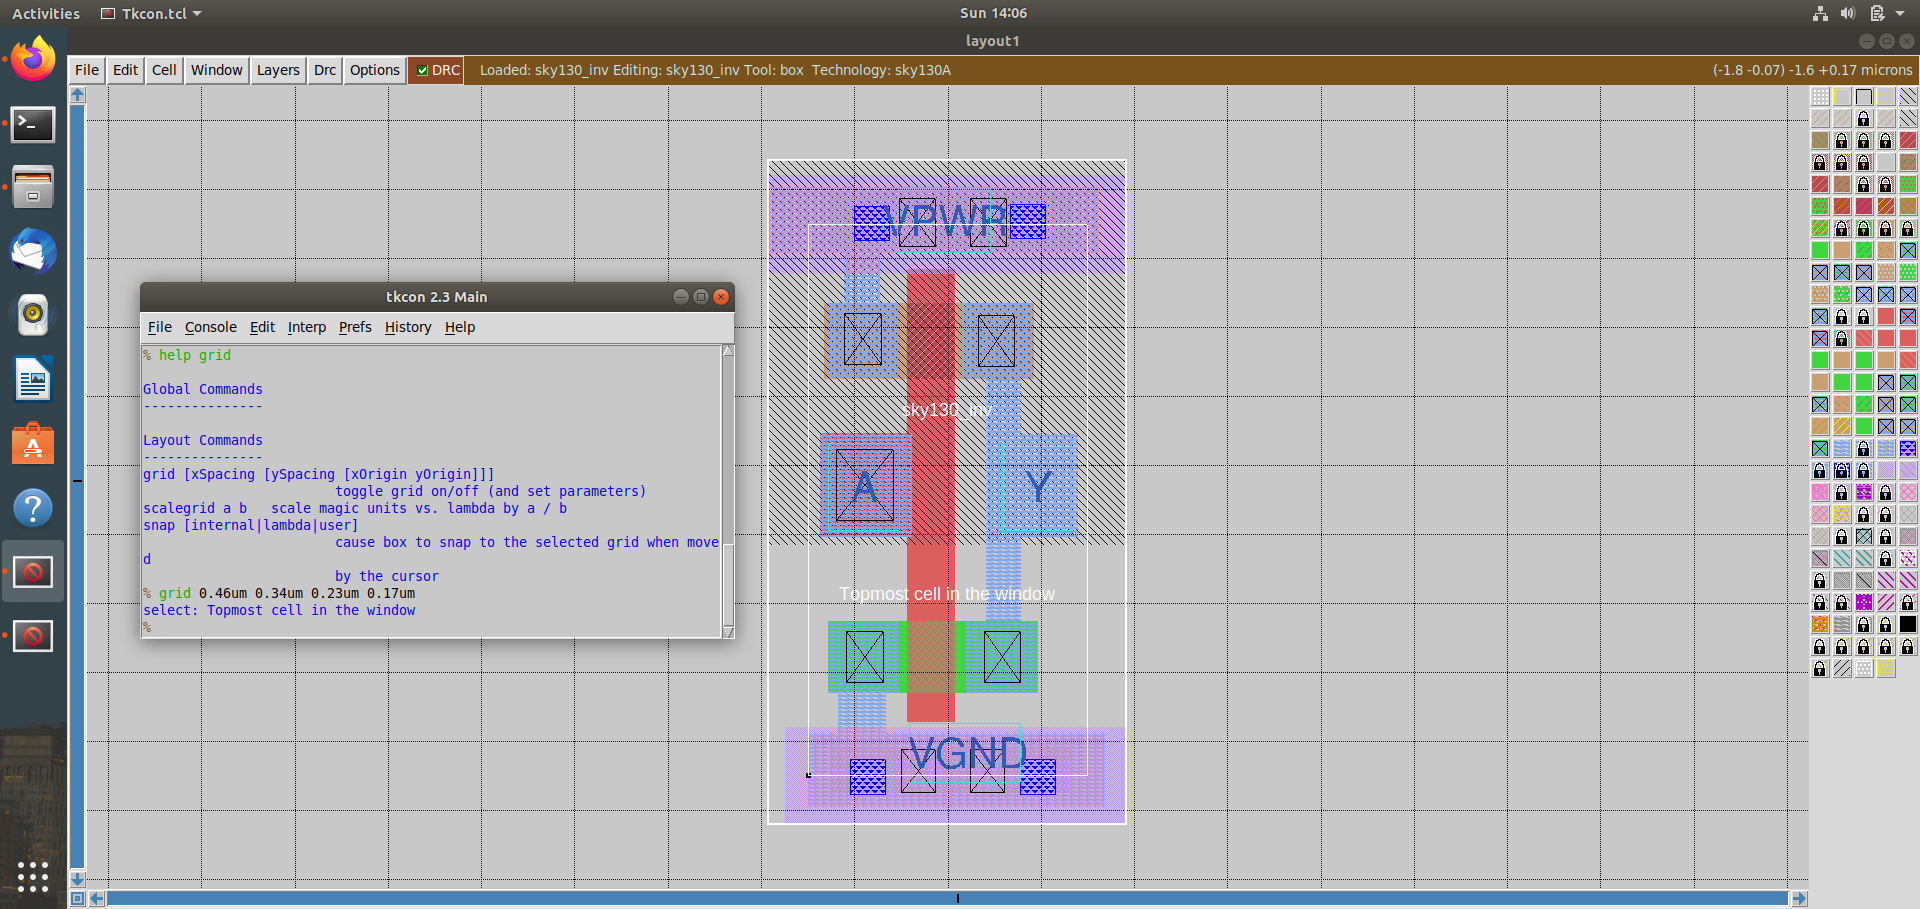 Activities
Tkcon.tcl
Sun 14:06
layout1
File Edit Cell Window Layers Drc Options DRC
Loaded: sky130_inv Editing: sky130_inv Tool: box Technology: sky130A
(-1.8 -0.07) -1.6 +0.17 microns
VPWR
tkcon 2.3 Main
File Console Edit Interp Prefs History Help
% help grid
Global Commands
---------------
Layout Commands
---------------
grid [xSpacing [ySpacing [xOrigin yOrigin]]]
toggle grid on/off (and set parameters)
scalegrid a b scale magic units vs. lambda by a / b
snap [internal|lambda|user]
cause box to snap to the selected grid when move
d
by the cursor
% grid 0.46um 0.34um 0.23um 0.17um
select: Topmost cell in the window
%
sky130_inv
A
Y
Topmost cell in the window
VGND